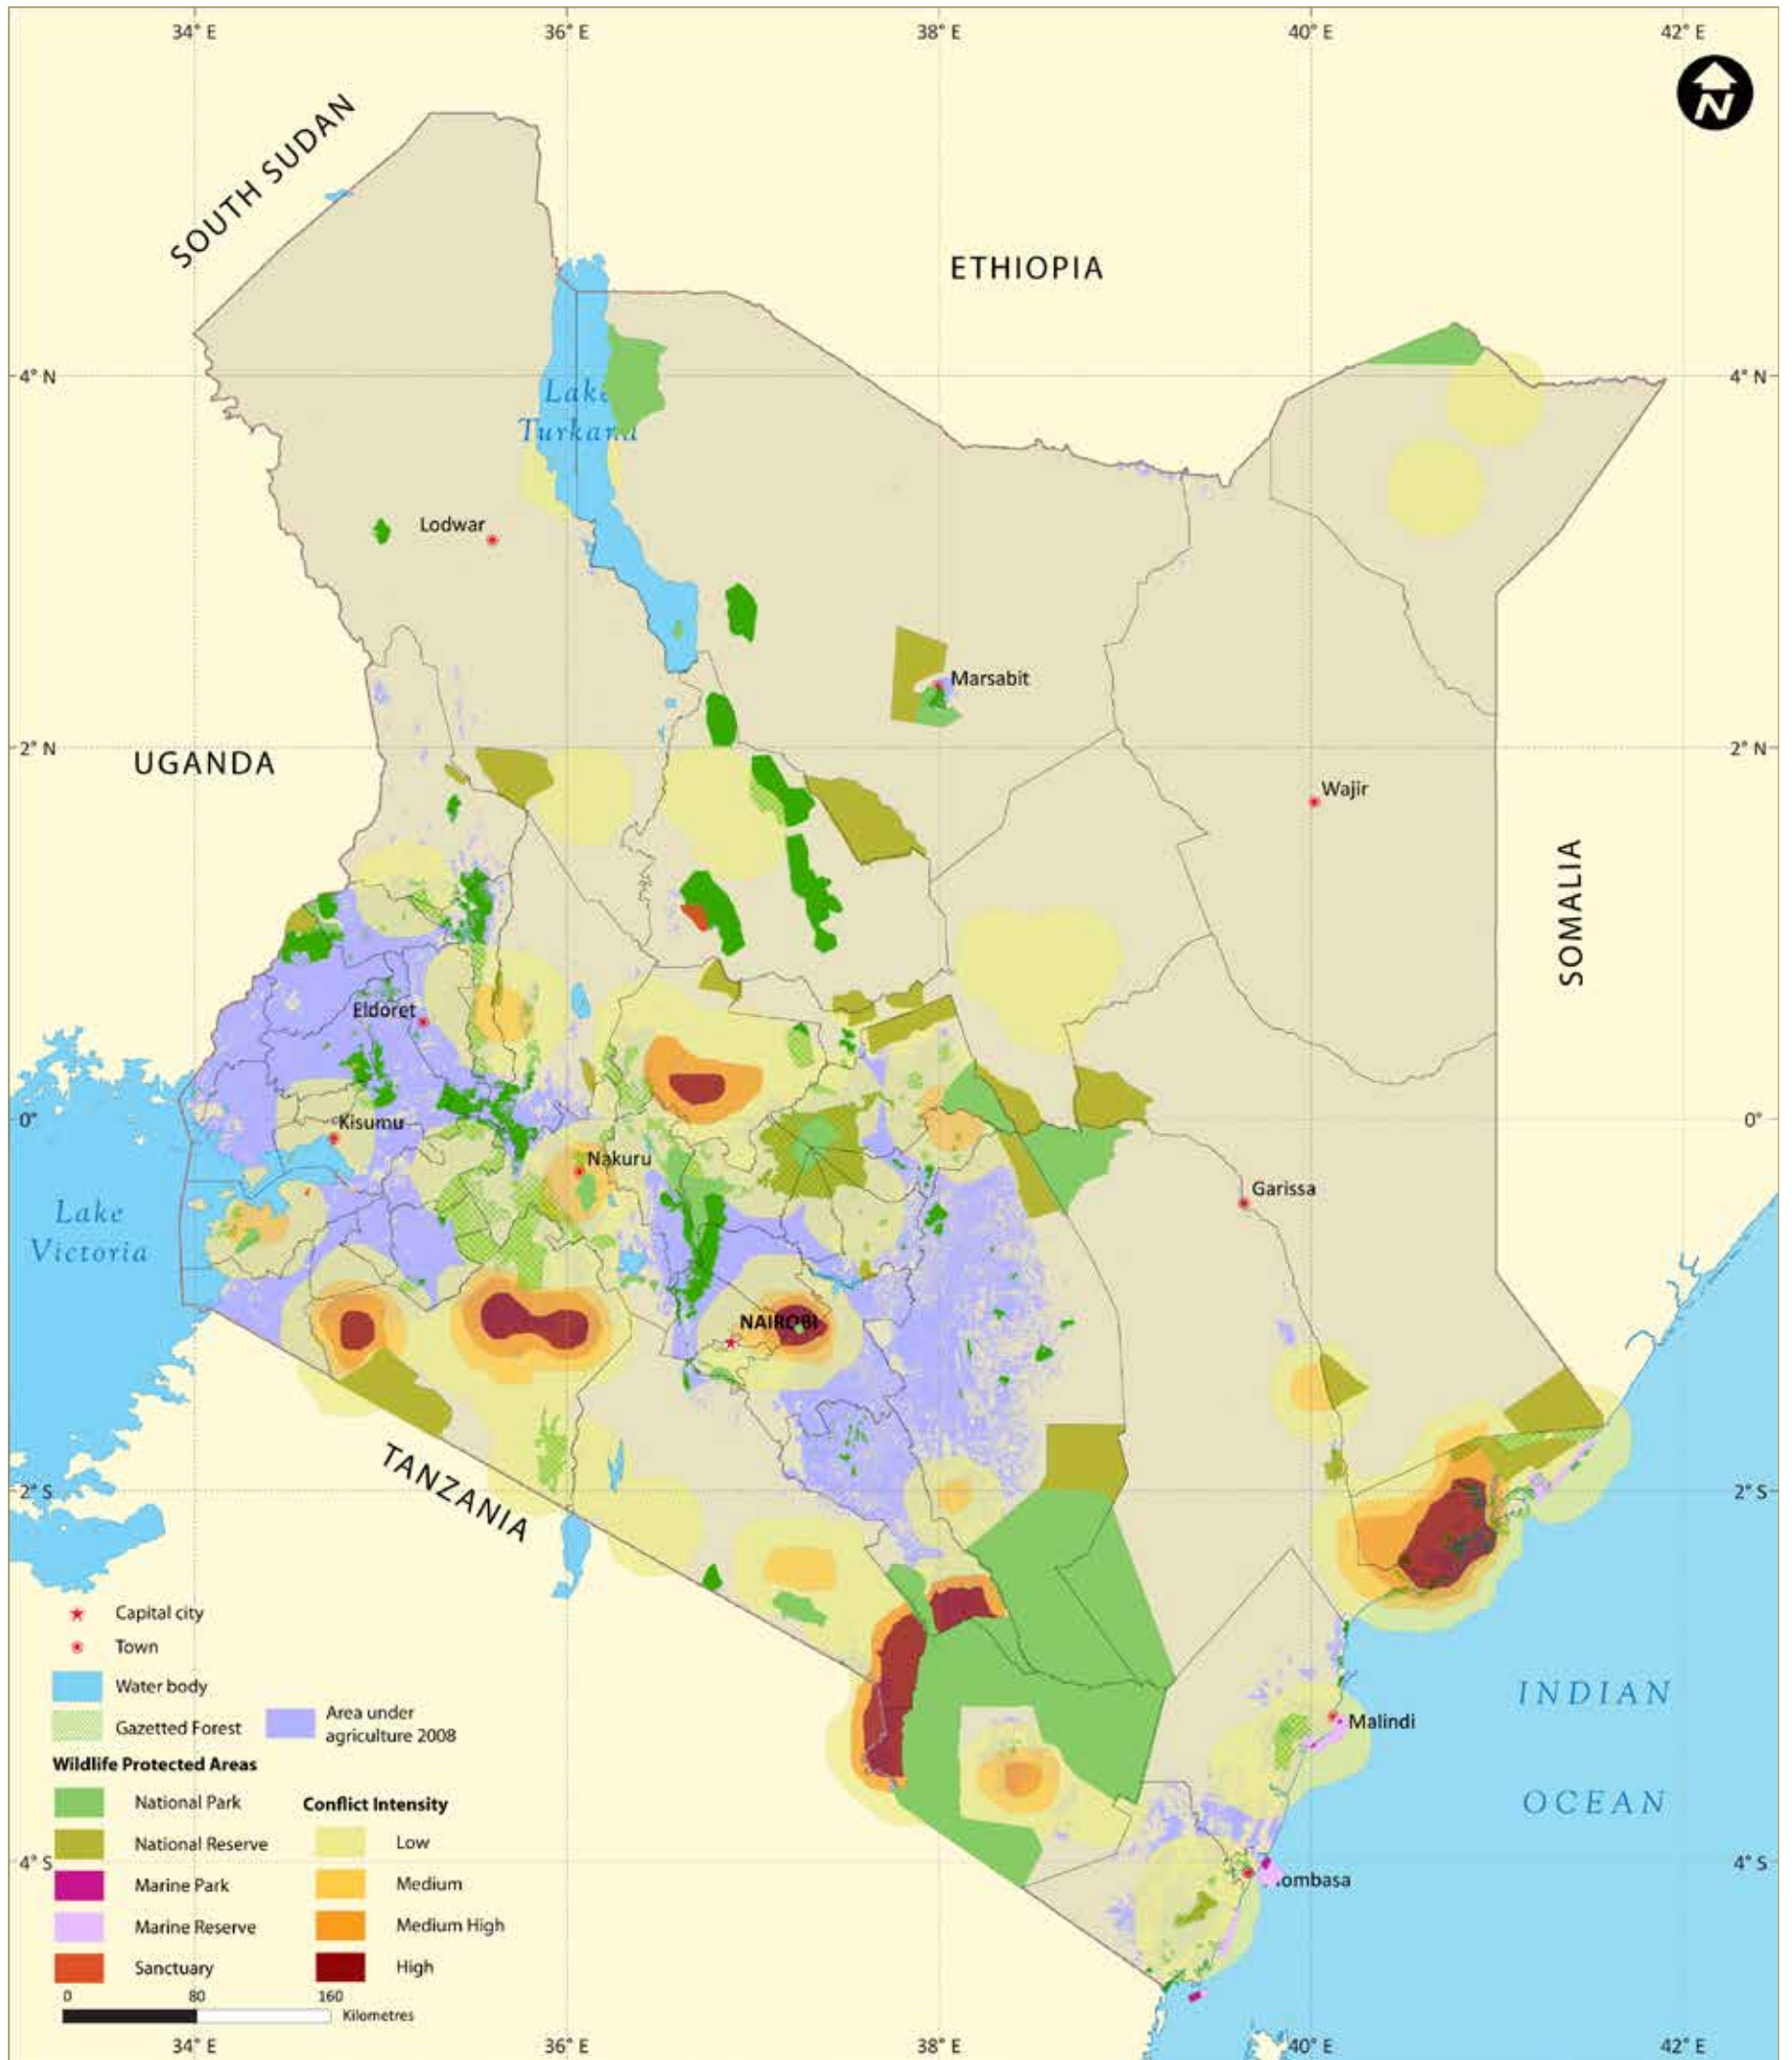 34° E
36° E
38° E
40° E
42° E
N
SOUTH SUDAN
ETHIOPIA
4° N
4° N
Lake
Turkana
Lodwar
Marsabit
2° N
2° N
UGANDA
Wajir
SOMALIA
Eldoret
Kisumu
0°
0°
Nakuru
Garissa
Lake
Victoria
NAIROBI
TANZANIA
2° S
2° S
Capital city
Town
Water body
Gazetted Forest
Area under
agriculture 2008
Wildlife Protected Areas
National Park
National Reserve
Marine Park
Marine Reserve
Sanctuary
Conflict Intensity
Low
Medium
Medium High
High
INDIAN
OCEAN
Malindi
4° S
4° S
ombasa
0
80
160
Kilometres
34° E
36° E
38° E
40° E
42° E